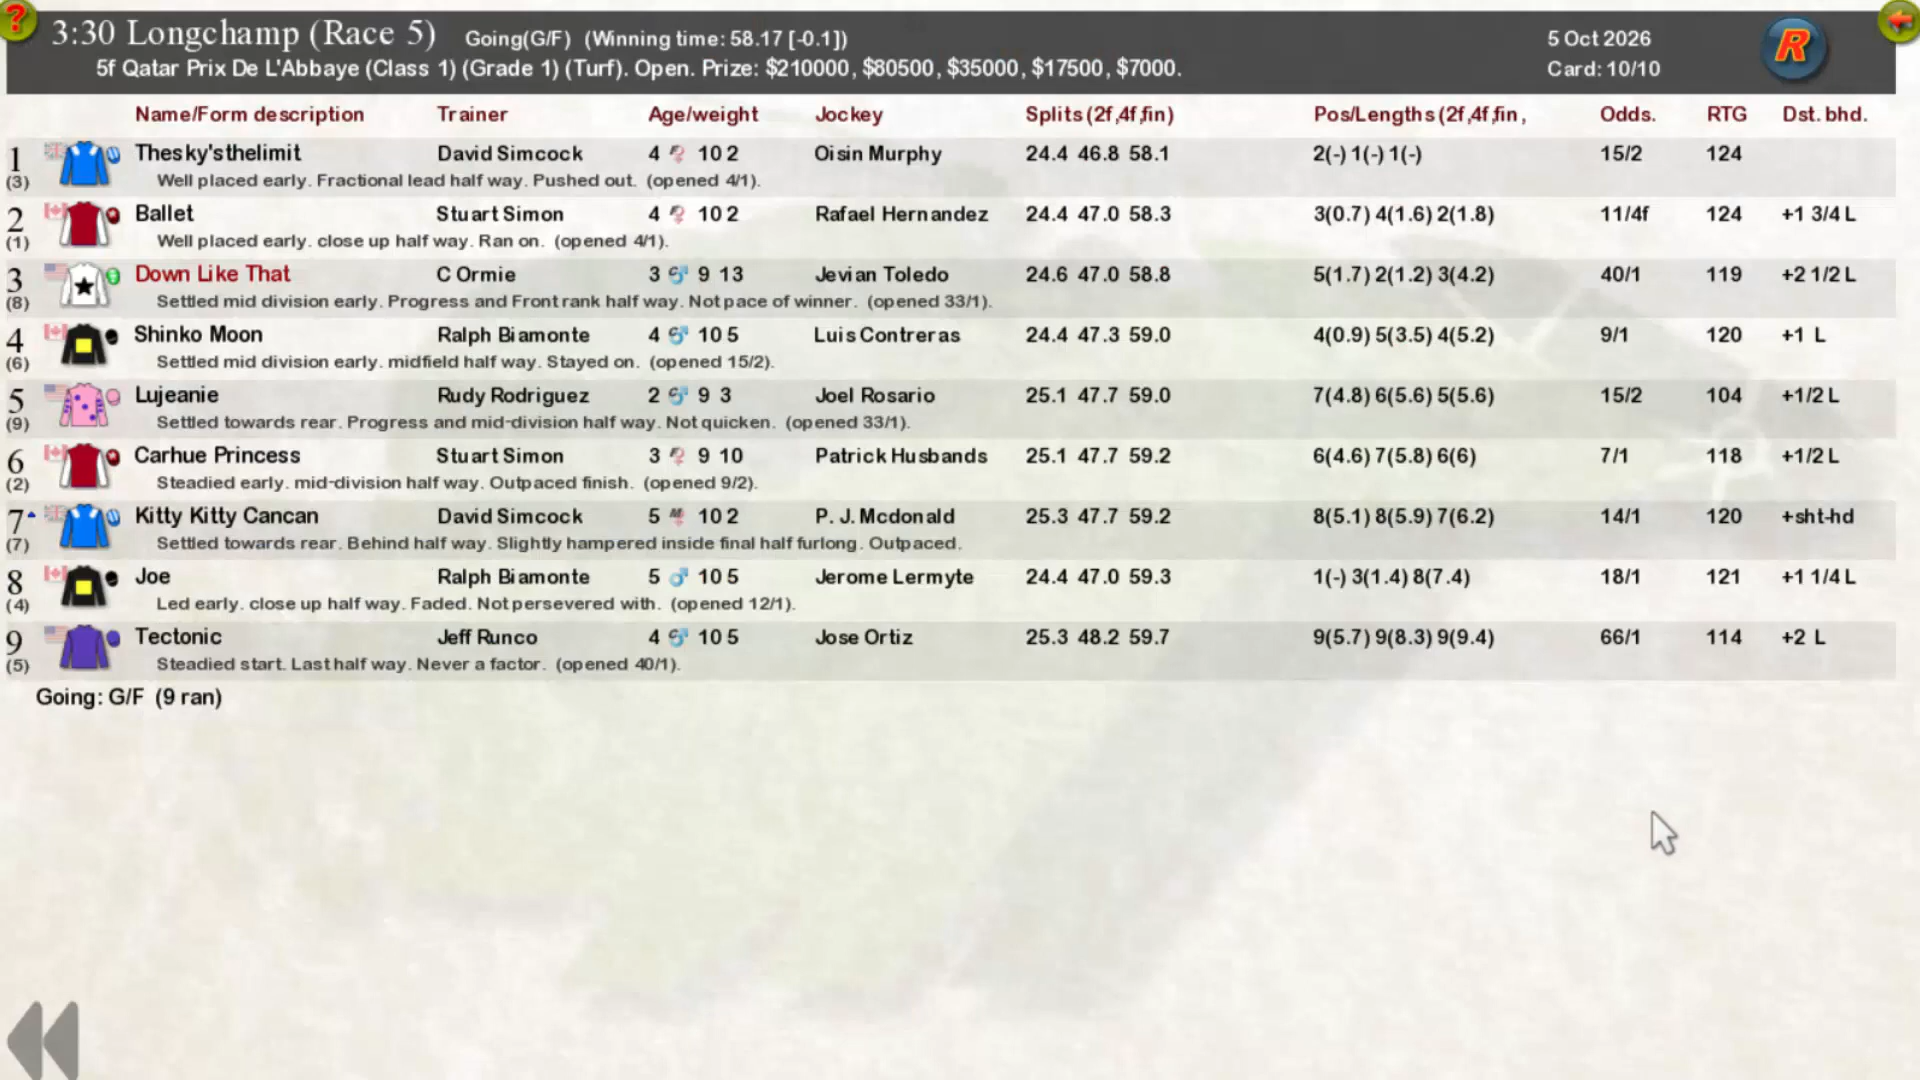 ?
3:30 Longchamp (Race 5) Going(G/F) (Winning time: 58.17 [-0.1]) 5 Oct 2026
R
5f Qatar Prix De L'Abbaye (Class 1) (Grade 1) (Turf). Open. Prize: $210000, $80500, $35000, $17500, $7000. Card: 10/10
Name/Form description Trainer Age/weight Jockey Splits (2f,4f,fin) Pos/Lengths (2f,4f,fin, Odds. RTG Dst. bhd.
1 Thesky'sthelimit David Simcock 4 10 2 Oisin Murphy 24.4 46.8 58.1 2(-) 1(-) 1(-) 15/2 124
(3) Well placed early. Fractional lead half way. Pushed out. (opened 4/1).
2 Ballet Stuart Simon 4 10 2 Rafael Hernandez 24.4 47.0 58.3 3(0.7) 4(1.6) 2(1.8) 11/4f 124 +1 3/4 L
(1) Well placed early. close up half way. Ran on. (opened 4/1).
3 Down Like That C Ormie 3 9 13 Jevian Toledo 24.6 47.0 58.8 5(1.7) 2(1.2) 3(4.2) 40/1 119 +2 1/2 L
(8) Settled mid division early. Progress and Front rank half way. Not pace of winner. (opened 33/1).
4 Shinko Moon Ralph Biamonte 4 10 5 Luis Contreras 24.4 47.3 59.0 4(0.9) 5(3.5) 4(5.2) 9/1 120 +1 L
(6) Settled mid division early. midfield half way. Stayed on. (opened 15/2).
5 Lujeanie Rudy Rodriguez 2 9 3 Joel Rosario 25.1 47.7 59.0 7(4.8) 6(5.6) 5(5.6) 15/2 104 +1/2 L
(9) Settled towards rear. Progress and mid-division half way. Not quicken. (opened 33/1).
6 Carhue Princess Stuart Simon 3 9 10 Patrick Husbands 25.1 47.7 59.2 6(4.6) 7(5.8) 6(6) 7/1 118 +1/2 L
(2) Steadied early. mid-division half way. Outpaced finish. (opened 9/2).
7 Kitty Kitty Cancan David Simcock 5 10 2 P. J. Mcdonald 25.3 47.7 59.2 8(5.1) 8(5.9) 7(6.2) 14/1 120 +sht-hd
(7) Settled towards rear. Behind half way. Slightly hampered inside final half furlong. Outpaced.
8 Joe Ralph Biamonte 5 10 5 Jerome Lermyte 24.4 47.0 59.3 1(-) 3(1.4) 8(7.4) 18/1 121 +1 1/4 L
(4) Led early. close up half way. Faded. Not persevered with. (opened 12/1).
9 Tectonic Jeff Runco 4 10 5 Jose Ortiz 25.3 48.2 59.7 9(5.7) 9(8.3) 9(9.4) 66/1 114 +2 L
(5) Steadied start. Last half way. Never a factor. (opened 40/1).
Going: G/F (9 ran)